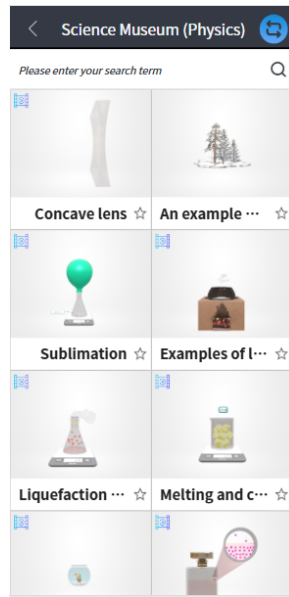 Science Museum (Physics)
Please enter your search term
Concave lens
An example ...
Sublimation
Examples of l...
Liquefaction ...
Melting and c...